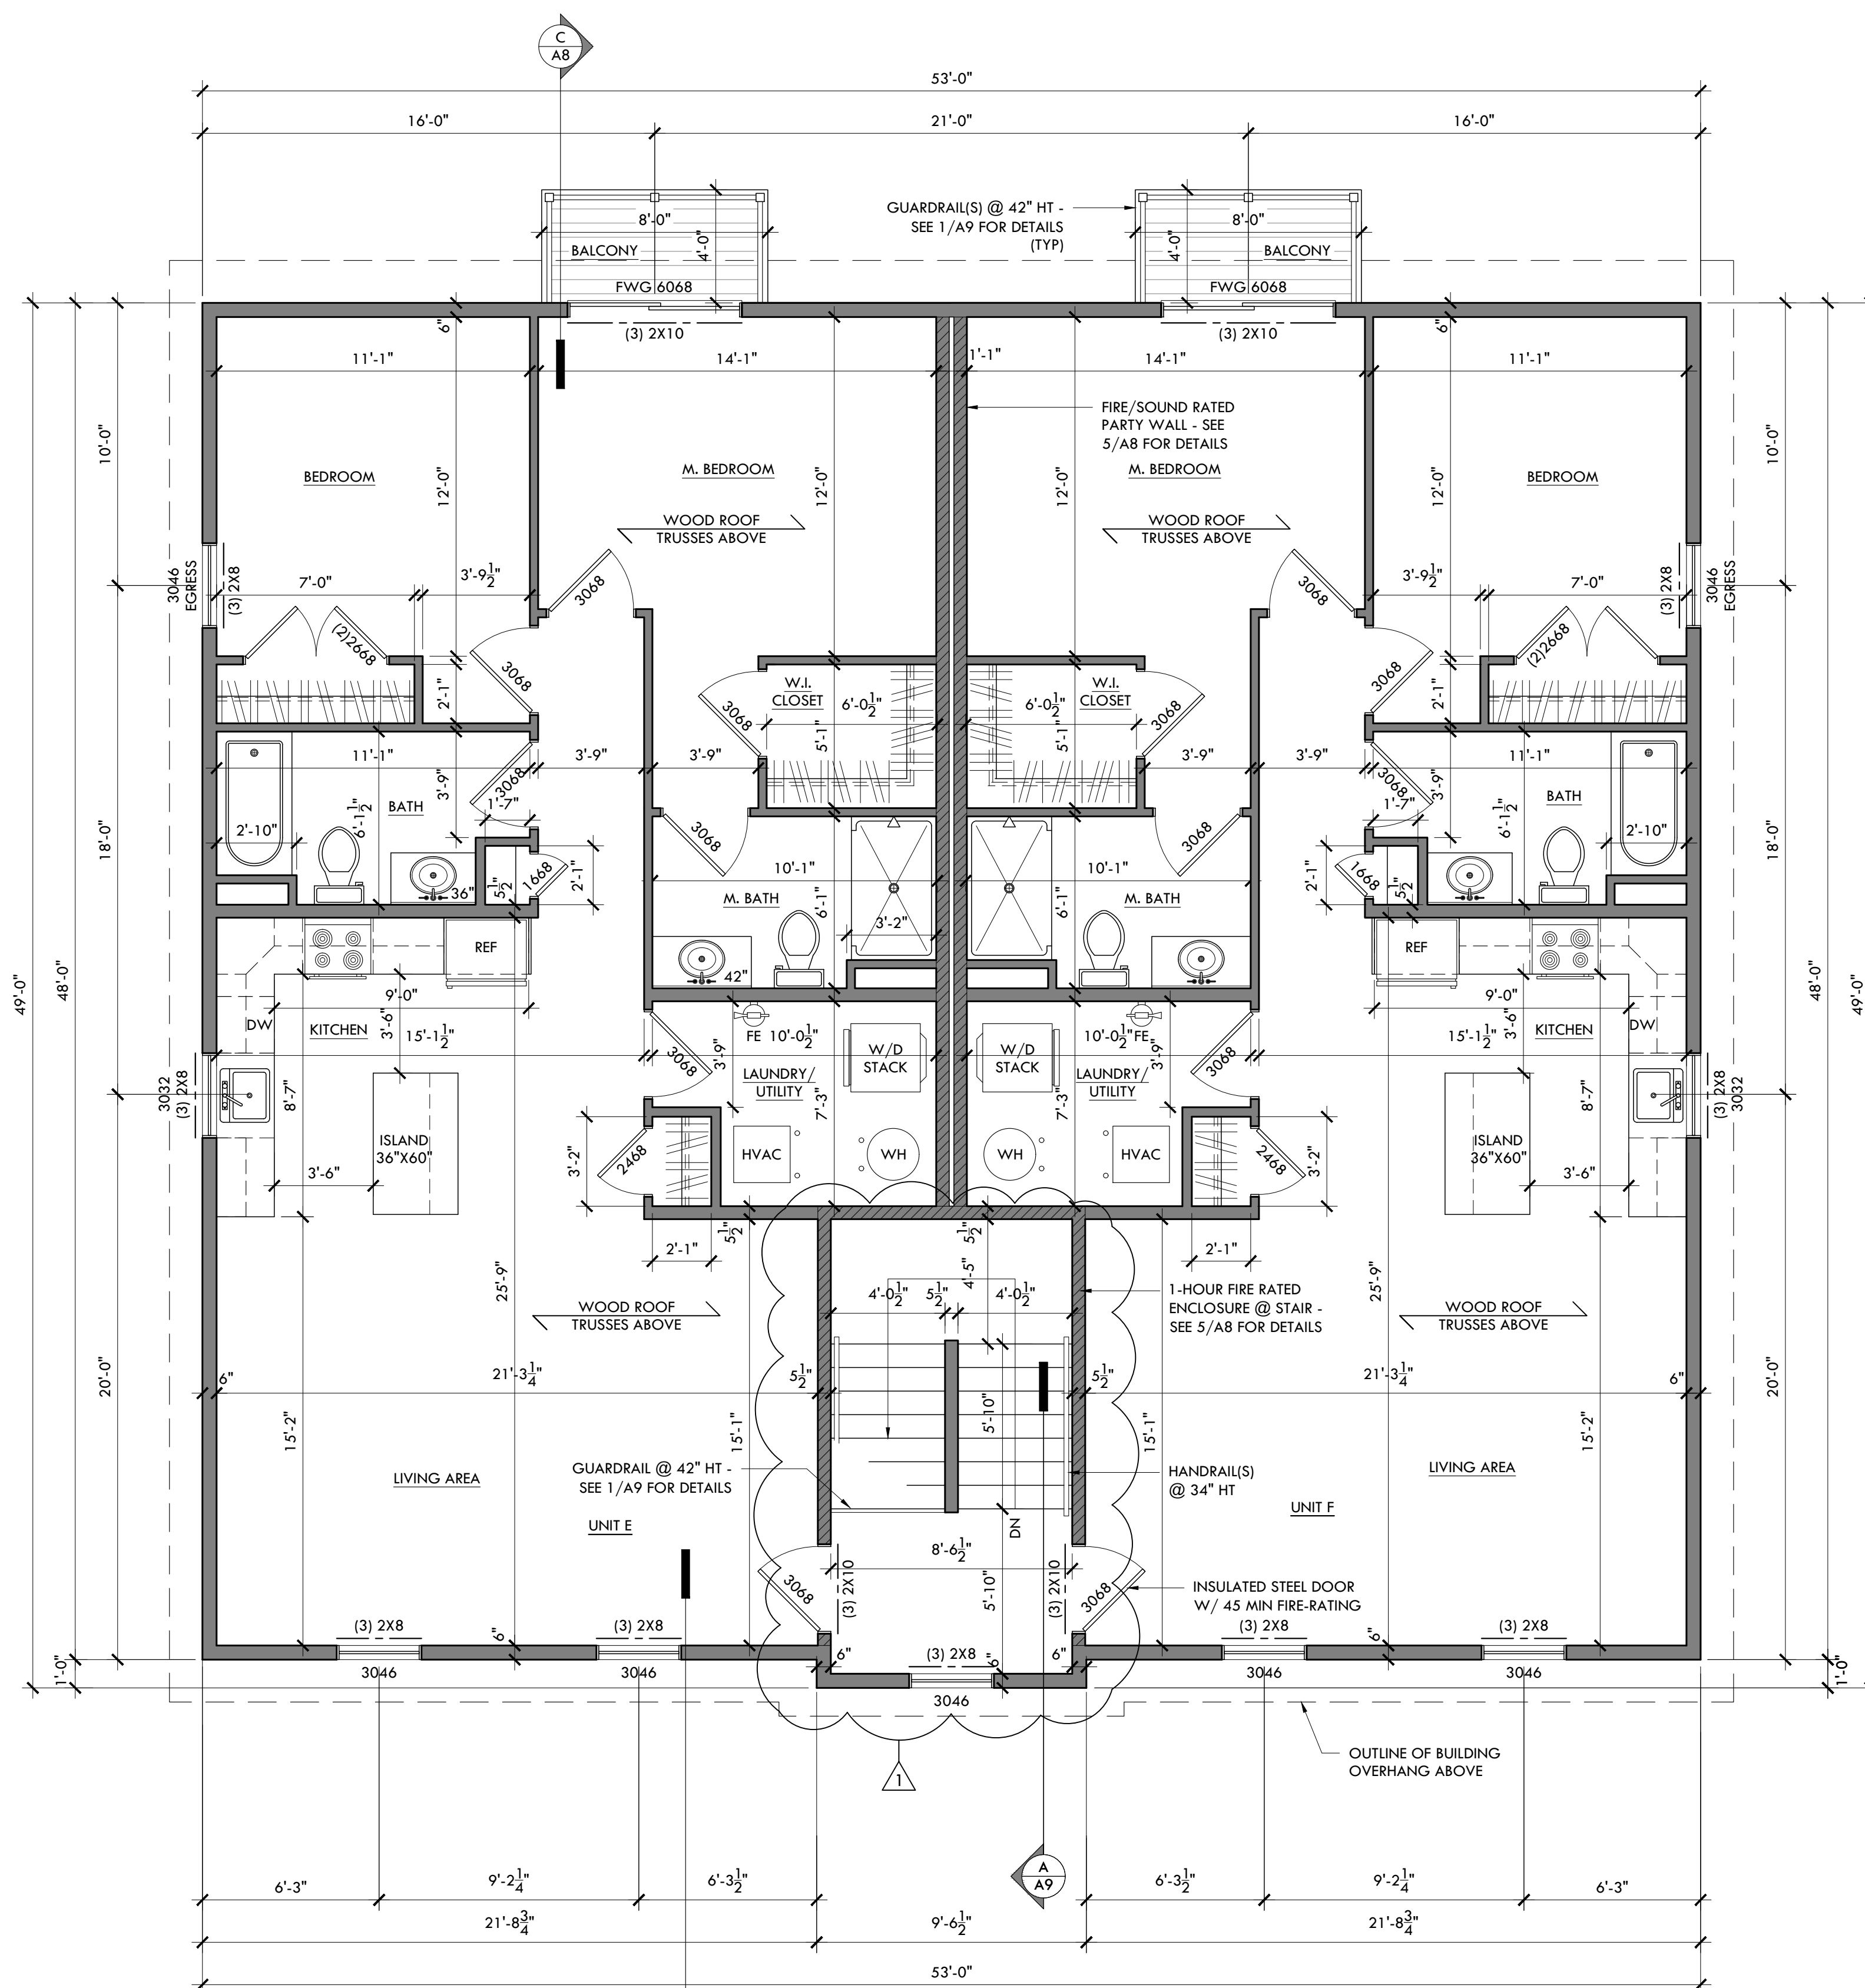 C
A8
53'-0"
16'-0"
21'-0"
16'-0"
GUARDRAIL(S) @ 42" HT -
SEE 1/A9 FOR DETAILS
(TYP)
8'-0"
4'-0"
BALCONY
FWG 6068
(3) 2X10
8'-0"
4'-0"
BALCONY
FWG 6068
(3) 2X10
6"
11'-1"
14'-1"
1'-1"
14'-1"
6"
11'-1"
FIRE/SOUND RATED
PARTY WALL - SEE
5/A8 FOR DETAILS
10'-0"
BEDROOM
12'-0"
M. BEDROOM
12'-0"
12'-0"
M. BEDROOM
12'-0"
BEDROOM
10'-0"
WOOD ROOF
TRUSSES ABOVE
WOOD ROOF
TRUSSES ABOVE
3046
EGRESS
(3) 2X8
7'-0"
3'-9 1/2"
3068
3068
3'-9 1/2"
7'-0"
(3) 2X8
3046
EGRESS
(2)2668
3068
3068
(2)2668
2'-1"
3068
W.I.
CLOSET
6'-0 1/2"
5'-1"
W.I.
CLOSET
6'-0 1/2"
5'-1"
3068
2'-1"
11'-1"
3'-9"
3'-9"
3'-9"
3'-9"
11'-1"
3068
3'-9"
1'-7"
BATH
6'-1 1/2"
2'-10"
3068
3'-9"
1'-7"
BATH
6'-1 1/2"
2'-10"
18'-0"
18'-0"
3068
3068
36"
5 1/2"
1668
2'-1"
10'-1"
M. BATH
6'-1"
3'-2"
42"
10'-1"
M. BATH
6'-1"
2'-1"
1668
5 1/2"
49'-0"
48'-0"
48'-0"
49'-0"
REF
REF
9'-0"
DW
KITCHEN
3'-6"
15'-1 1/2"
FE
10'-0 1/2"
W/D
STACK
3'-9"
3068
LAUNDRY/
UTILITY
7'-3"
10'-0 1/2"
FE
W/D
STACK
3'-9"
3068
LAUNDRY/
UTILITY
7'-3"
9'-0"
DW
KITCHEN
3'-6"
15'-1 1/2"
3032
(3) 2X8
8'-7"
ISLAND
36"X60"
3'-6"
3'-2"
2468
HVAC
WH
WH
HVAC
2468
3'-2"
ISLAND
36"X60"
3'-6"
8'-7"
(3) 2X8
3032
2'-1"
5 1/2"
5 1/2"
4'-5"
2'-1"
25'-9"
25'-9"
WOOD ROOF
TRUSSES ABOVE
4'-0 1/2"
5 1/2"
4'-0 1/2"
1-HOUR FIRE RATED
ENCLOSURE @ STAIR -
SEE 5/A8 FOR DETAILS
WOOD ROOF
TRUSSES ABOVE
20'-0"
6"
21'-3 1/4"
5 1/2"
5'-10"
5 1/2"
21'-3 1/4"
6"
20'-0"
15'-2"
15'-1"
15'-1"
15'-2"
LIVING AREA
GUARDRAIL @ 42" HT -
SEE 1/A9 FOR DETAILS
HANDRAIL(S)
@ 34" HT
LIVING AREA
UNIT E
UNIT F
DN
8'-6 1/2"
3068
(3) 2X10
5'-10"
(3) 2X10
3068
INSULATED STEEL DOOR
W/ 45 MIN FIRE-RATING
(3) 2X8
6"
(3) 2X8
6"
(3) 2X8
6"
6"
(3) 2X8
6"
(3) 2X8
1'-0"
3046
3046
3046
3046
3046
1'-0"
OUTLINE OF BUILDING
OVERHANG ABOVE
1
A
A9
6'-3"
9'-2 1/4"
6'-3 1/2"
6'-3 1/2"
9'-2 1/4"
6'-3"
21'-8 3/4"
9'-6 1/2"
21'-8 3/4"
53'-0"